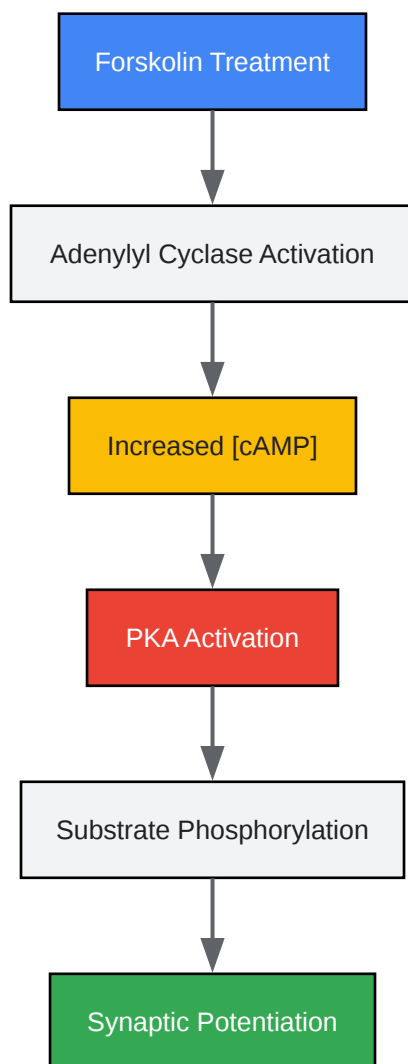 Forskolin Treatment
Adenylyl Cyclase Activation
Increased [cAMP]
PKA Activation
Substrate Phosphorylation
Synaptic Potentiation